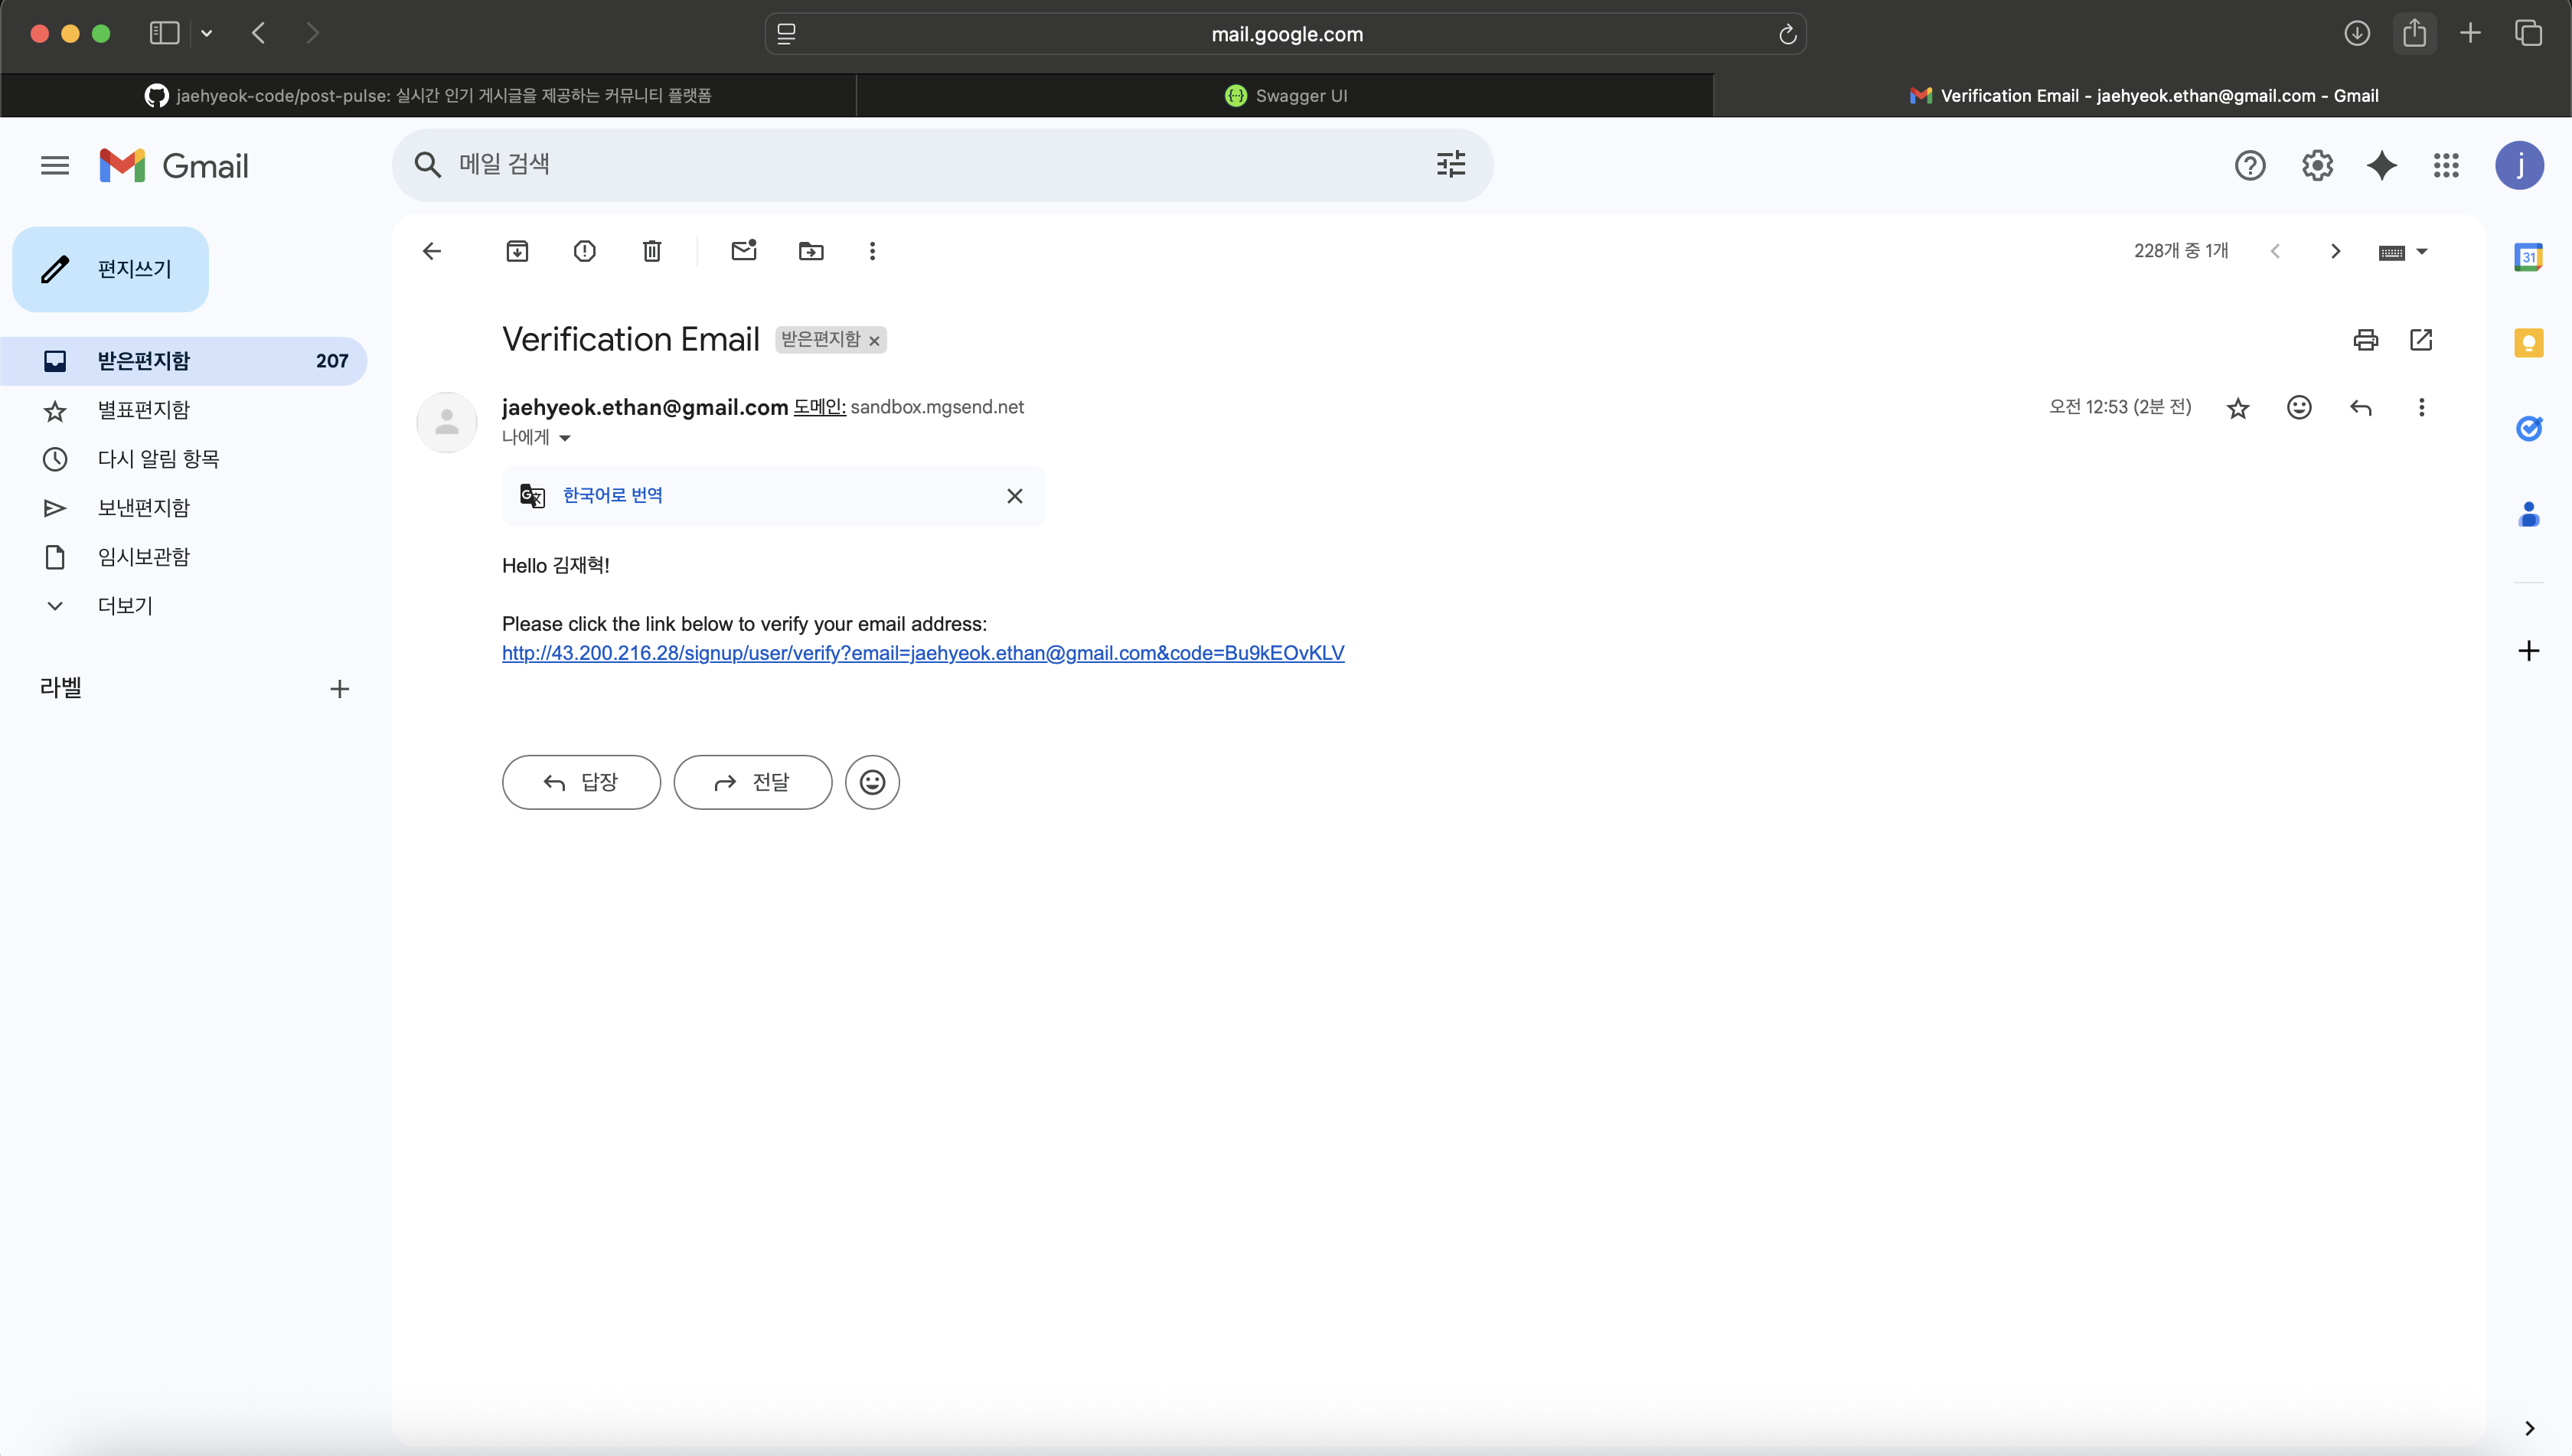 mail.google.com
jaehyeok-code/post-pulse: 실시간 인기 게시글을 제공하는 커뮤니티 플랫폼
Swagger UI
Verification Email - jaehyeok.ethan@gmail.com - Gmail
Gmail
메일 검색
j
편지쓰기
228개 중 1개
31
받은편지함 207
별표편지함
다시 알림 항목
보낸편지함
임시보관함
더보기
라벨
Verification Email 받은편지함
jaehyeok.ethan@gmail.com 도메인: sandbox.mgsend.net
오전 12:53 (2분 전)
나에게
한국어로 번역
Hello 김재혁!
Please click the link below to verify your email address:
http://43.200.216.28/signup/user/verify?email=jaehyeok.ethan@gmail.com&code=Bu9kEOvKLV
답장
전달